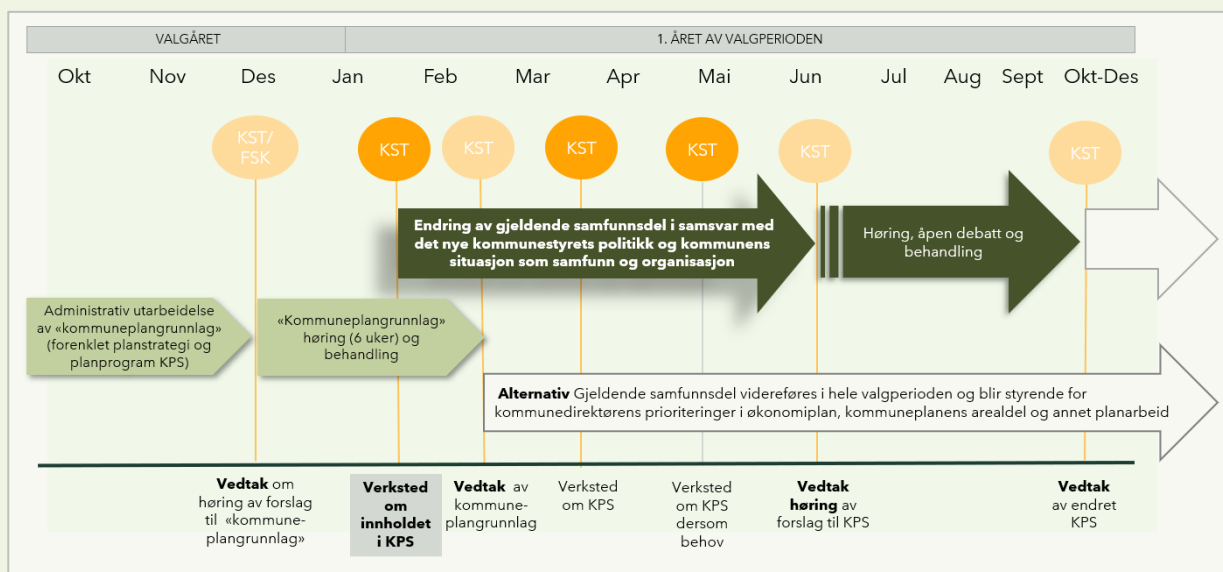 VALGÅRET
1. ÅRET AV VALGPERIODEN
Okt Nov Des Jan Feb Mar Apr Mai Jun Jul Aug Sept Okt-Des
KST/
FSK
KST
KST
KST
KST
KST
KST
Endring av gjeldende samfunnsdel i samsvar med
det nye kommunestyrets politikk og kommunens
situasjon som samfunn og organisasjon
Høring, åpen debatt og
behandling
Administrativ utarbeidelse
av «kommuneplangrunnlag»
(forenklet planstrategi og
planprogram KPS)
«Kommuneplangrunnlag»
høring (6 uker) og
behandling
Alternativ Gjeldende samfunnsdel videreføres i hele valgperioden og blir styrende for
kommunedirektørens prioriteringer i økonomiplan, kommuneplanens arealdel og annet planarbeid
Vedtak om
høring av forslag
til «kommune-
plangrunnlag»
Verksted
om
innholdet
i KPS
Vedtak av
kommune-
plangrunnlag
Verksted
om KPS
Verksted
om KPS
dersom
behov
Vedtak
høring av
forslag til KPS
Vedtak
av endret
KPS